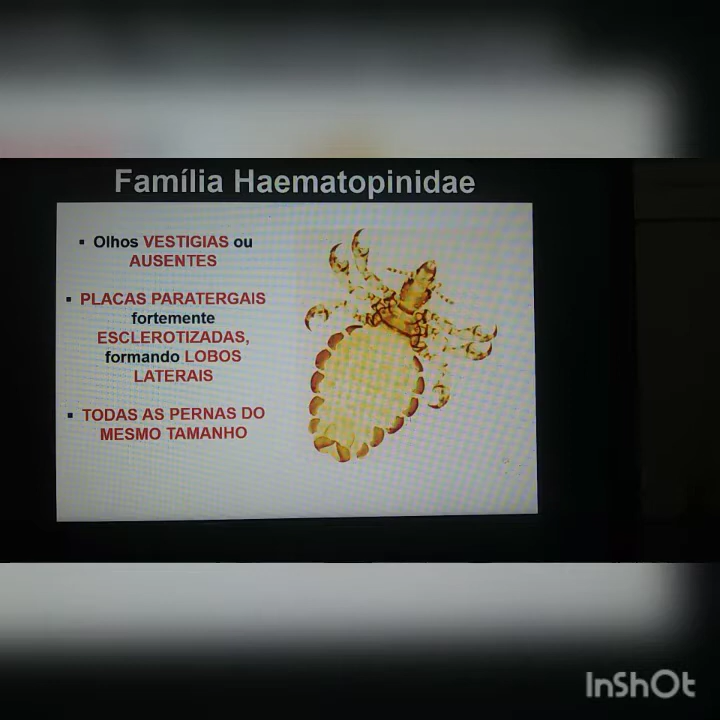 Família Haematopinidae
▪ Olhos VESTIGIAS ou
AUSENTES
▪ PLACAS PARATERGAIS
fortemente
ESCLEROTIZADAS,
formando LOBOS
LATERAIS
▪ TODAS AS PERNAS DO
MESMO TAMANHO
InShOt